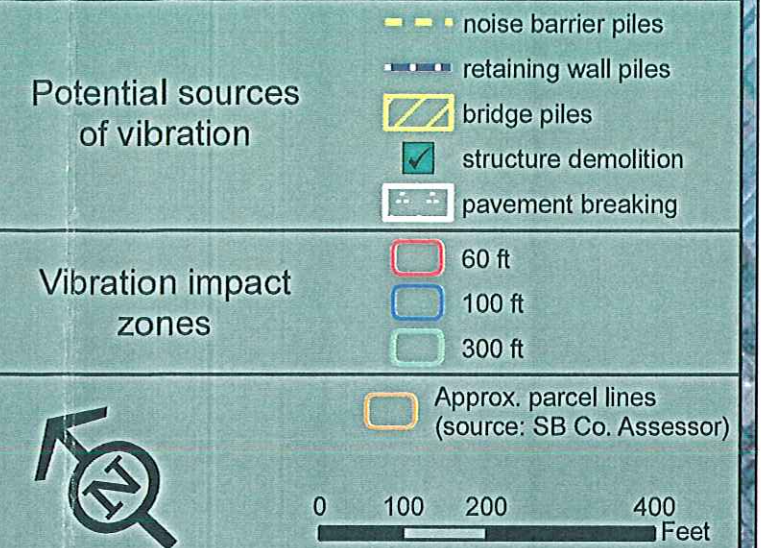 Potential sources
of vibration
noise barrier piles
retaining wall piles
bridge piles
structure demolition
pavement breaking
Vibration impact
zones
60 ft
100 ft
300 ft
Approx. parcel lines
(source: SB Co. Assessor)
N
0 100 200 400
Feet